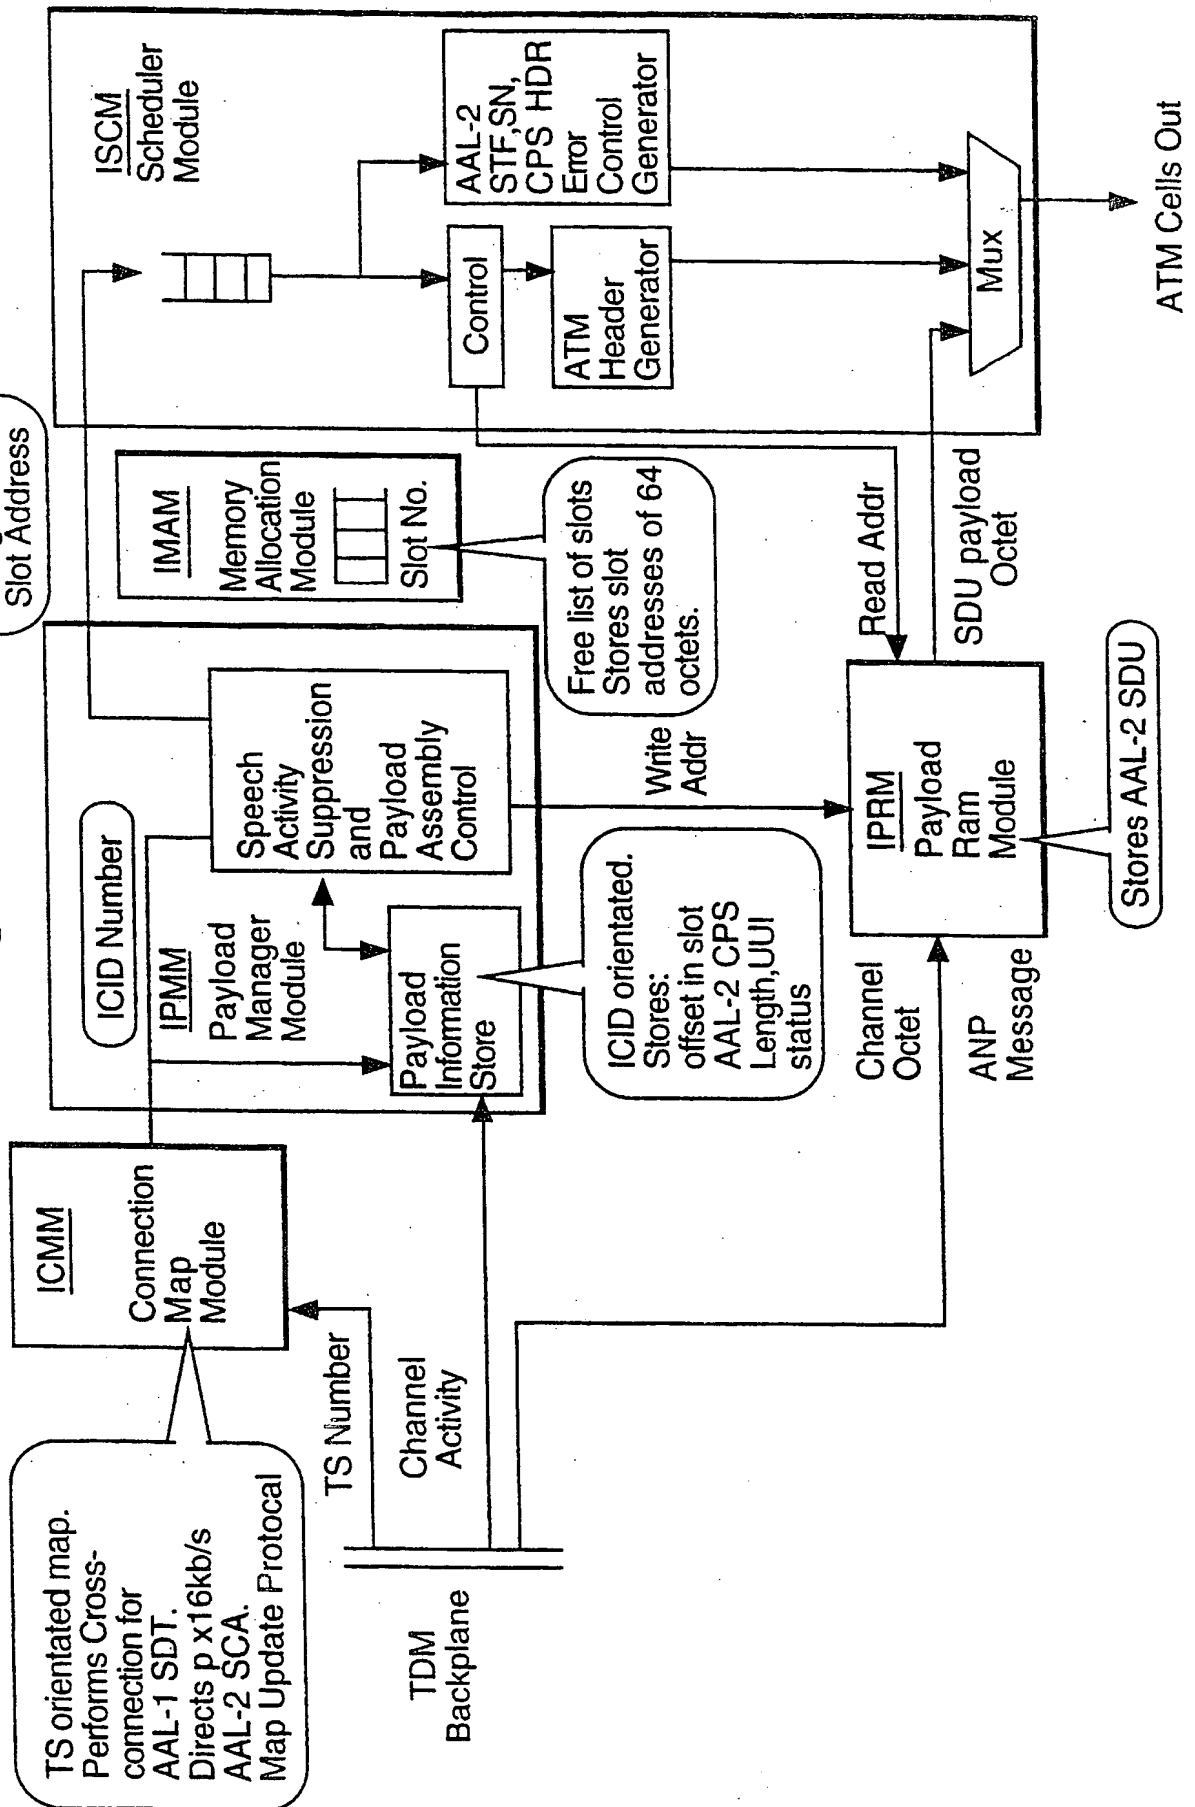 TS orientated map.
Performs Cross-
connection for
AAL-1 SDT.
Directs p x16kb/s
AAL-2 SCA.
Map Update Protocal
ICMM
Connection
Map
Module
TS Number
Channel
Activity
TDM
Backplane
ICID Number
IPMM
Payload
Manager
Module
Payload
Information
Store
Speech
Activity
Suppression
and
Payload
Assembly
Control
ICID orientated.
Stores:
offset in slot
AAL-2 CPS
Length,UUI
status
Channel
Octet
ANP
Message
Write
Addr
Slot Address
IMAM
Memory
Allocation
Module
Slot No.
Free list of slots
Stores slot
addresses of 64
octets.
IPRM
Payload
Ram
Module
Stores AAL-2 SDU
Read Addr
SDU payload
Octet
ISCM
Scheduler
Module
Control
ATM
Header
Generator
AAL-2
STF,SN,
CPS HDR
Error
Control
Generator
Mux
ATM Cells Out